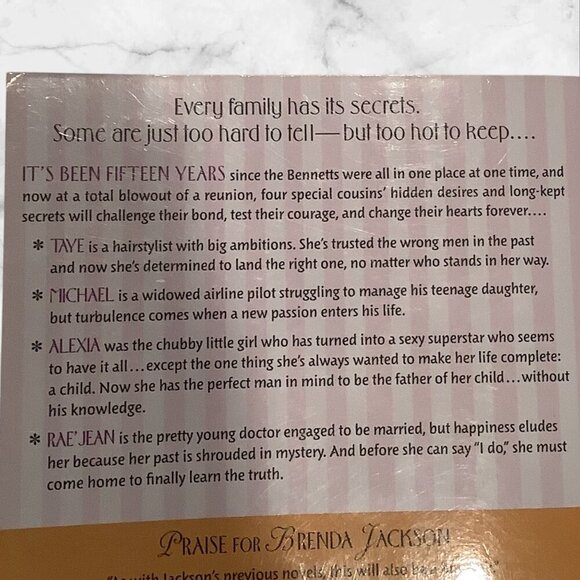 Every family has its secrets.
Some are just too hard to tell—but too hot to keep....
IT'S BEEN FIFTEEN YEARS since the Bennetts were all in one place at one time, and
now at a total blowout of a reunion, four special cousins' hidden desires and long-kept
secrets will challenge their bond, test their courage, and change their hearts forever....
* TAYE is a hairstylist with big ambitions. She's trusted the wrong men in the past
and now she's determined to land the right one, no matter who stands in her way.
* MICHAEL is a widowed airline pilot struggling to manage his teenage daughter,
but turbulence comes when a new passion enters his life.
* ALEXIA was the chubby little girl who has turned into a sexy superstar who seems
to have it all...except the one thing she's always wanted to make her life complete:
a child. Now she has the perfect man in mind to be the father of her child...without
his knowledge.
* RAE'JEAN is the pretty young doctor engaged to be married, but happiness eludes
her because her past is shrouded in mystery. And before she can say "I do," she must
come home to finally learn the truth.
PRAISE FOR BRENDA JACKSON
with Jackson's previous novels, this will also be a